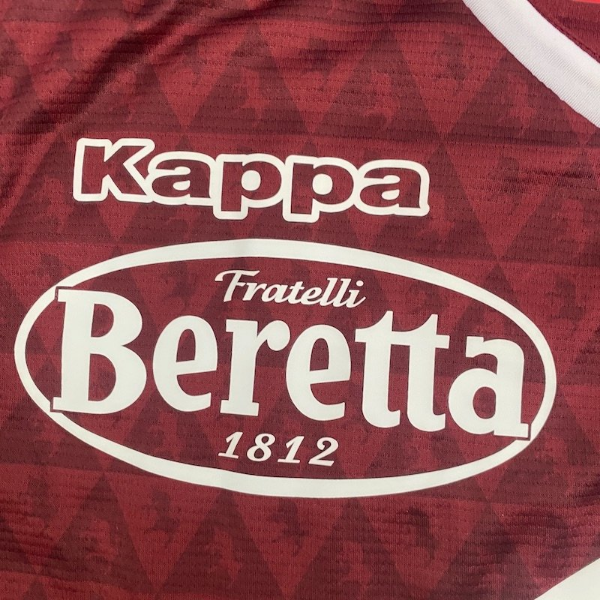 Kappa
Fratelli
Beretta
1812